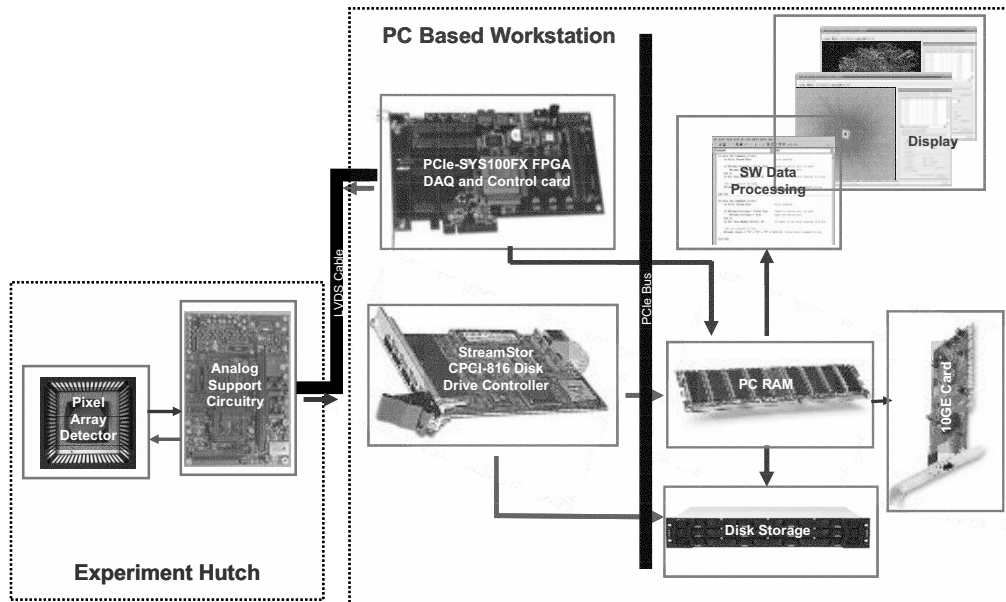 PC Based Workstation
PCIe-SYS100FX FPGA
DAQ and Control card
SW Data
Processing
Display
LVDS Cable
PCIe Bus
StreamStor
CPCI-816 Disk
Drive Controller
PC RAM
10GE Card
Analog
Support
Circuitry
Pixel
Array
Detector
Disk Storage
Experiment Hutch